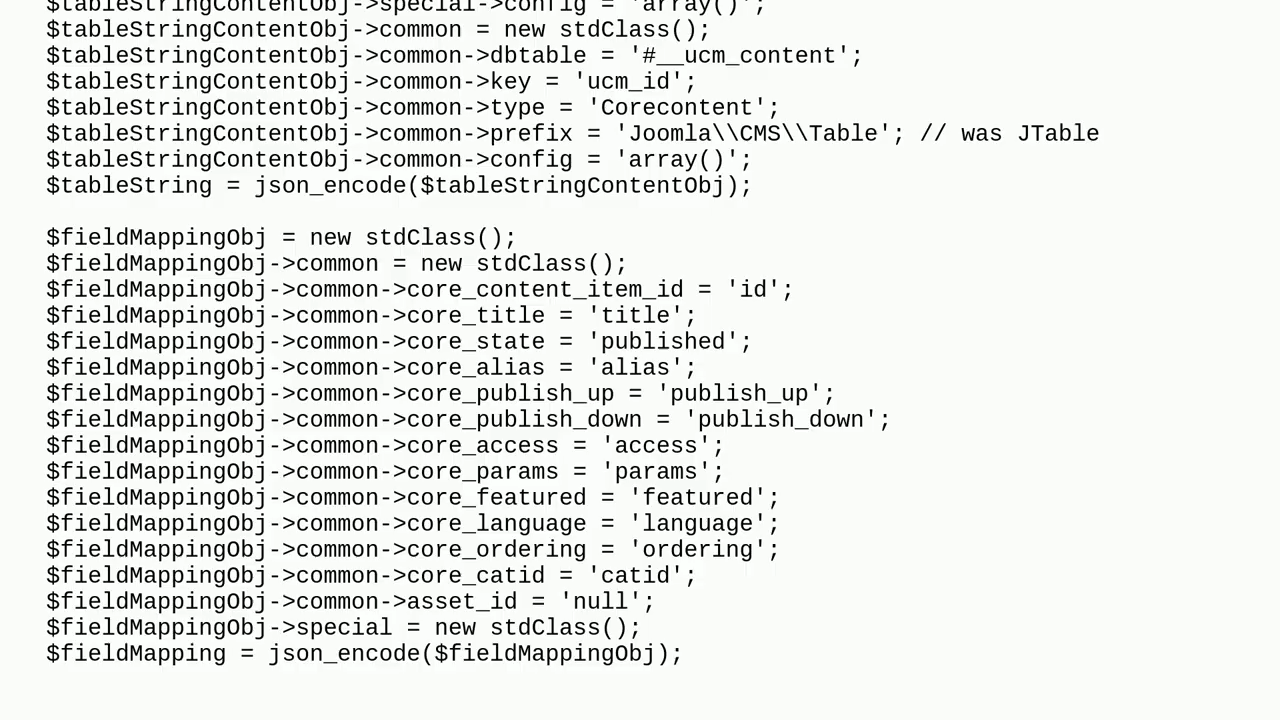 $tableStringContentObj->special->config = 'array()';
$tableStringContentObj->common = new stdClass();
$tableStringContentObj->common->dbtable = '#__ucm_content';
$tableStringContentObj->common->key = 'ucm_id';
$tableStringContentObj->common->type = 'Corecontent';
$tableStringContentObj->common->prefix = 'Joomla\\CMS\\Table'; // was JTable
$tableStringContentObj->common->config = 'array()';
$tableString = json_encode($tableStringContentObj);
$fieldMappingObj = new stdClass();
$fieldMappingObj->common = new stdClass();
$fieldMappingObj->common->core_content_item_id = 'id';
$fieldMappingObj->common->core_title = 'title';
$fieldMappingObj->common->core_state = 'published';
$fieldMappingObj->common->core_alias = 'alias';
$fieldMappingObj->common->core_publish_up = 'publish_up';
$fieldMappingObj->common->core_publish_down = 'publish_down';
$fieldMappingObj->common->core_access = 'access';
$fieldMappingObj->common->core_params = 'params';
$fieldMappingObj->common->core_featured = 'featured';
$fieldMappingObj->common->core_language = 'language';
$fieldMappingObj->common->core_ordering = 'ordering';
$fieldMappingObj->common->core_catid = 'catid';
$fieldMappingObj->common->asset_id = 'null';
$fieldMappingObj->special = new stdClass();
$fieldMapping = json_encode($fieldMappingObj);